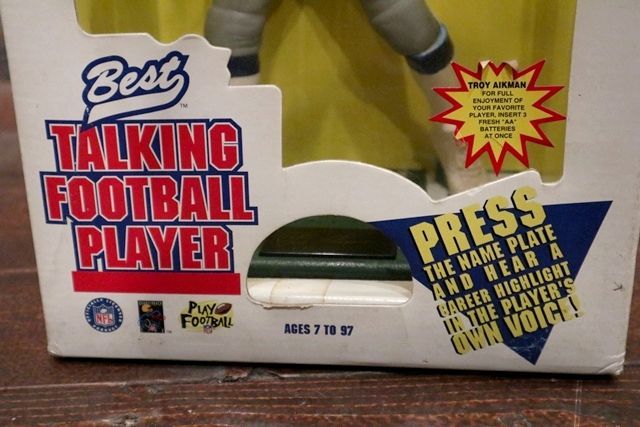 Best
TM
TALKING
FOOTBALL
PLAYER
NFL
PLAY
FOOTBALL
AGES 7 TO 97
TROY AIKMAN
FOR FULL
ENJOYMENT OF
YOUR FAVORITE
PLAYER, INSERT 3
FRESH "AA"
BATTERIES
AT ONCE
PRESS
THE NAME PLATE
AND HEAR A
CAREER HIGHLIGHT
IN THE PLAYER'S
OWN VOICE!